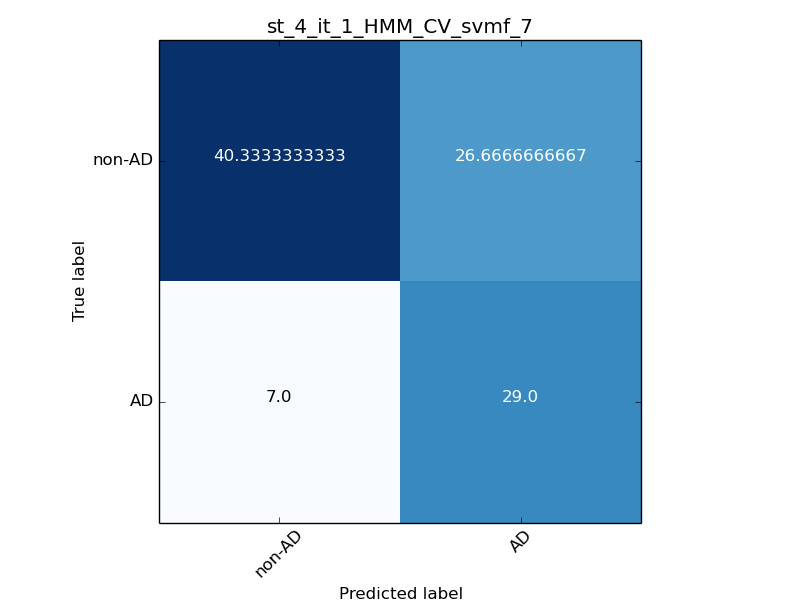 st_4_it_1_HMM_CV_svmf_7
non-AD
40.3333333333
26.6666666667
True label
AD
7.0
29.0
non-AD
AD
Predicted label